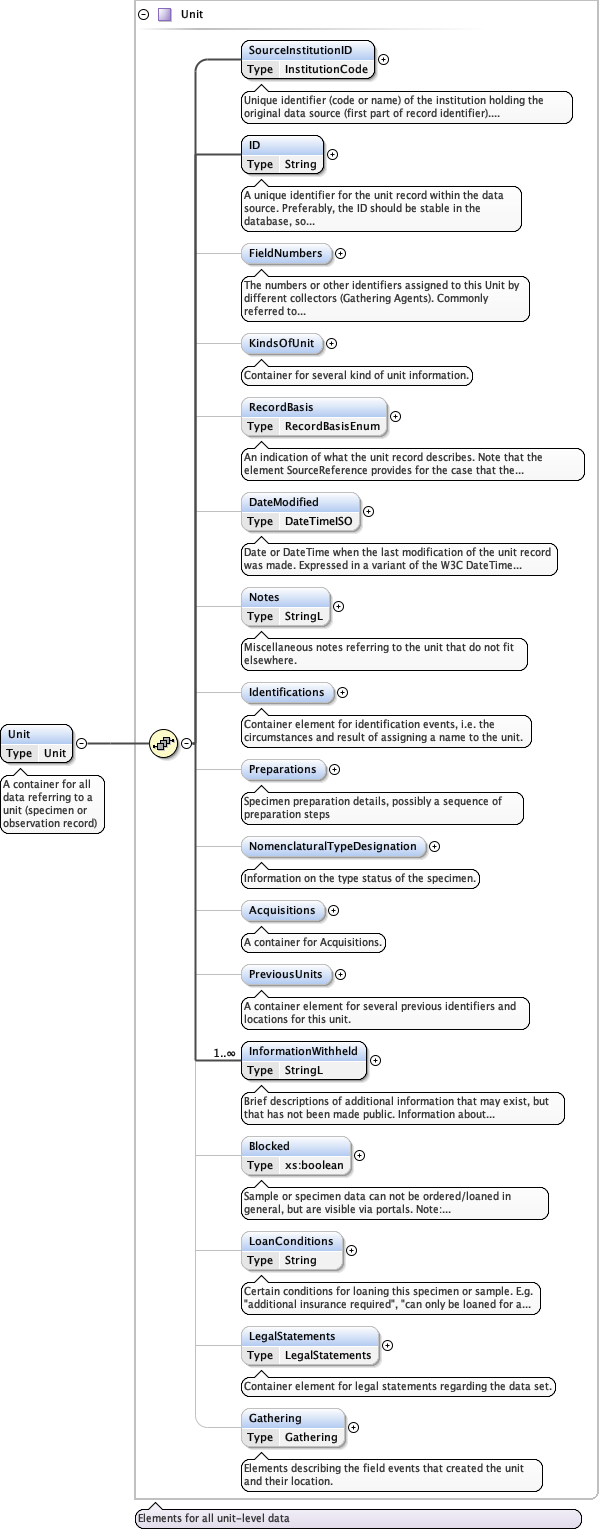 Unit
SourceInstitutionID
Type InstitutionCode
Unique identifier (code or name) of the institution holding the
original data source (first part of record identifier)....
ID
Type String
A unique identifier for the unit record within the data
source. Preferably, the ID should be stable in the
database, so...
FieldNumbers
The numbers or other identifiers assigned to this Unit by
different collectors (Gathering Agents). Commonly
referred to...
KindsOfUnit
Container for several kind of unit information.
RecordBasis
Type RecordBasisEnum
An indication of what the unit record describes. Note that the
element SourceReference provides for the case that the...
DateModified
Type DateTimeISO
Date or DateTime when the last modification of the unit record
was made. Expressed in a variant of the W3C DateTime...
Notes
Type StringL
Miscellaneous notes referring to the unit that do not fit
elsewhere.
Identifications
Container element for identification events, i.e. the
circumstances and result of assigning a name to the unit.
Unit
Type Unit
A container for all
data referring to a
unit (specimen or
observation record)
Preparations
Specimen preparation details, possibly a sequence of
preparation steps
NomenclaturalTypeDesignation
Information on the type status of the specimen.
Acquisitions
A container for Acquisitions.
PreviousUnits
A container element for several previous identifiers and
locations for this unit.
1..∞
InformationWithheld
Type StringL
Brief descriptions of additional information that may exist, but
that has not been made public. Information about...
Blocked
Type xs:boolean
Sample or specimen data can not be ordered/loaned in
general, but are visible via portals. Note:...
LoanConditions
Type String
Certain conditions for loaning this specimen or sample. E.g.
"additional insurance required", "can only be loaned for a...
LegalStatements
Type LegalStatements
Container element for legal statements regarding the data set.
Gathering
Type Gathering
Elements describing the field events that created the unit
and their location.
Elements for all unit-level data